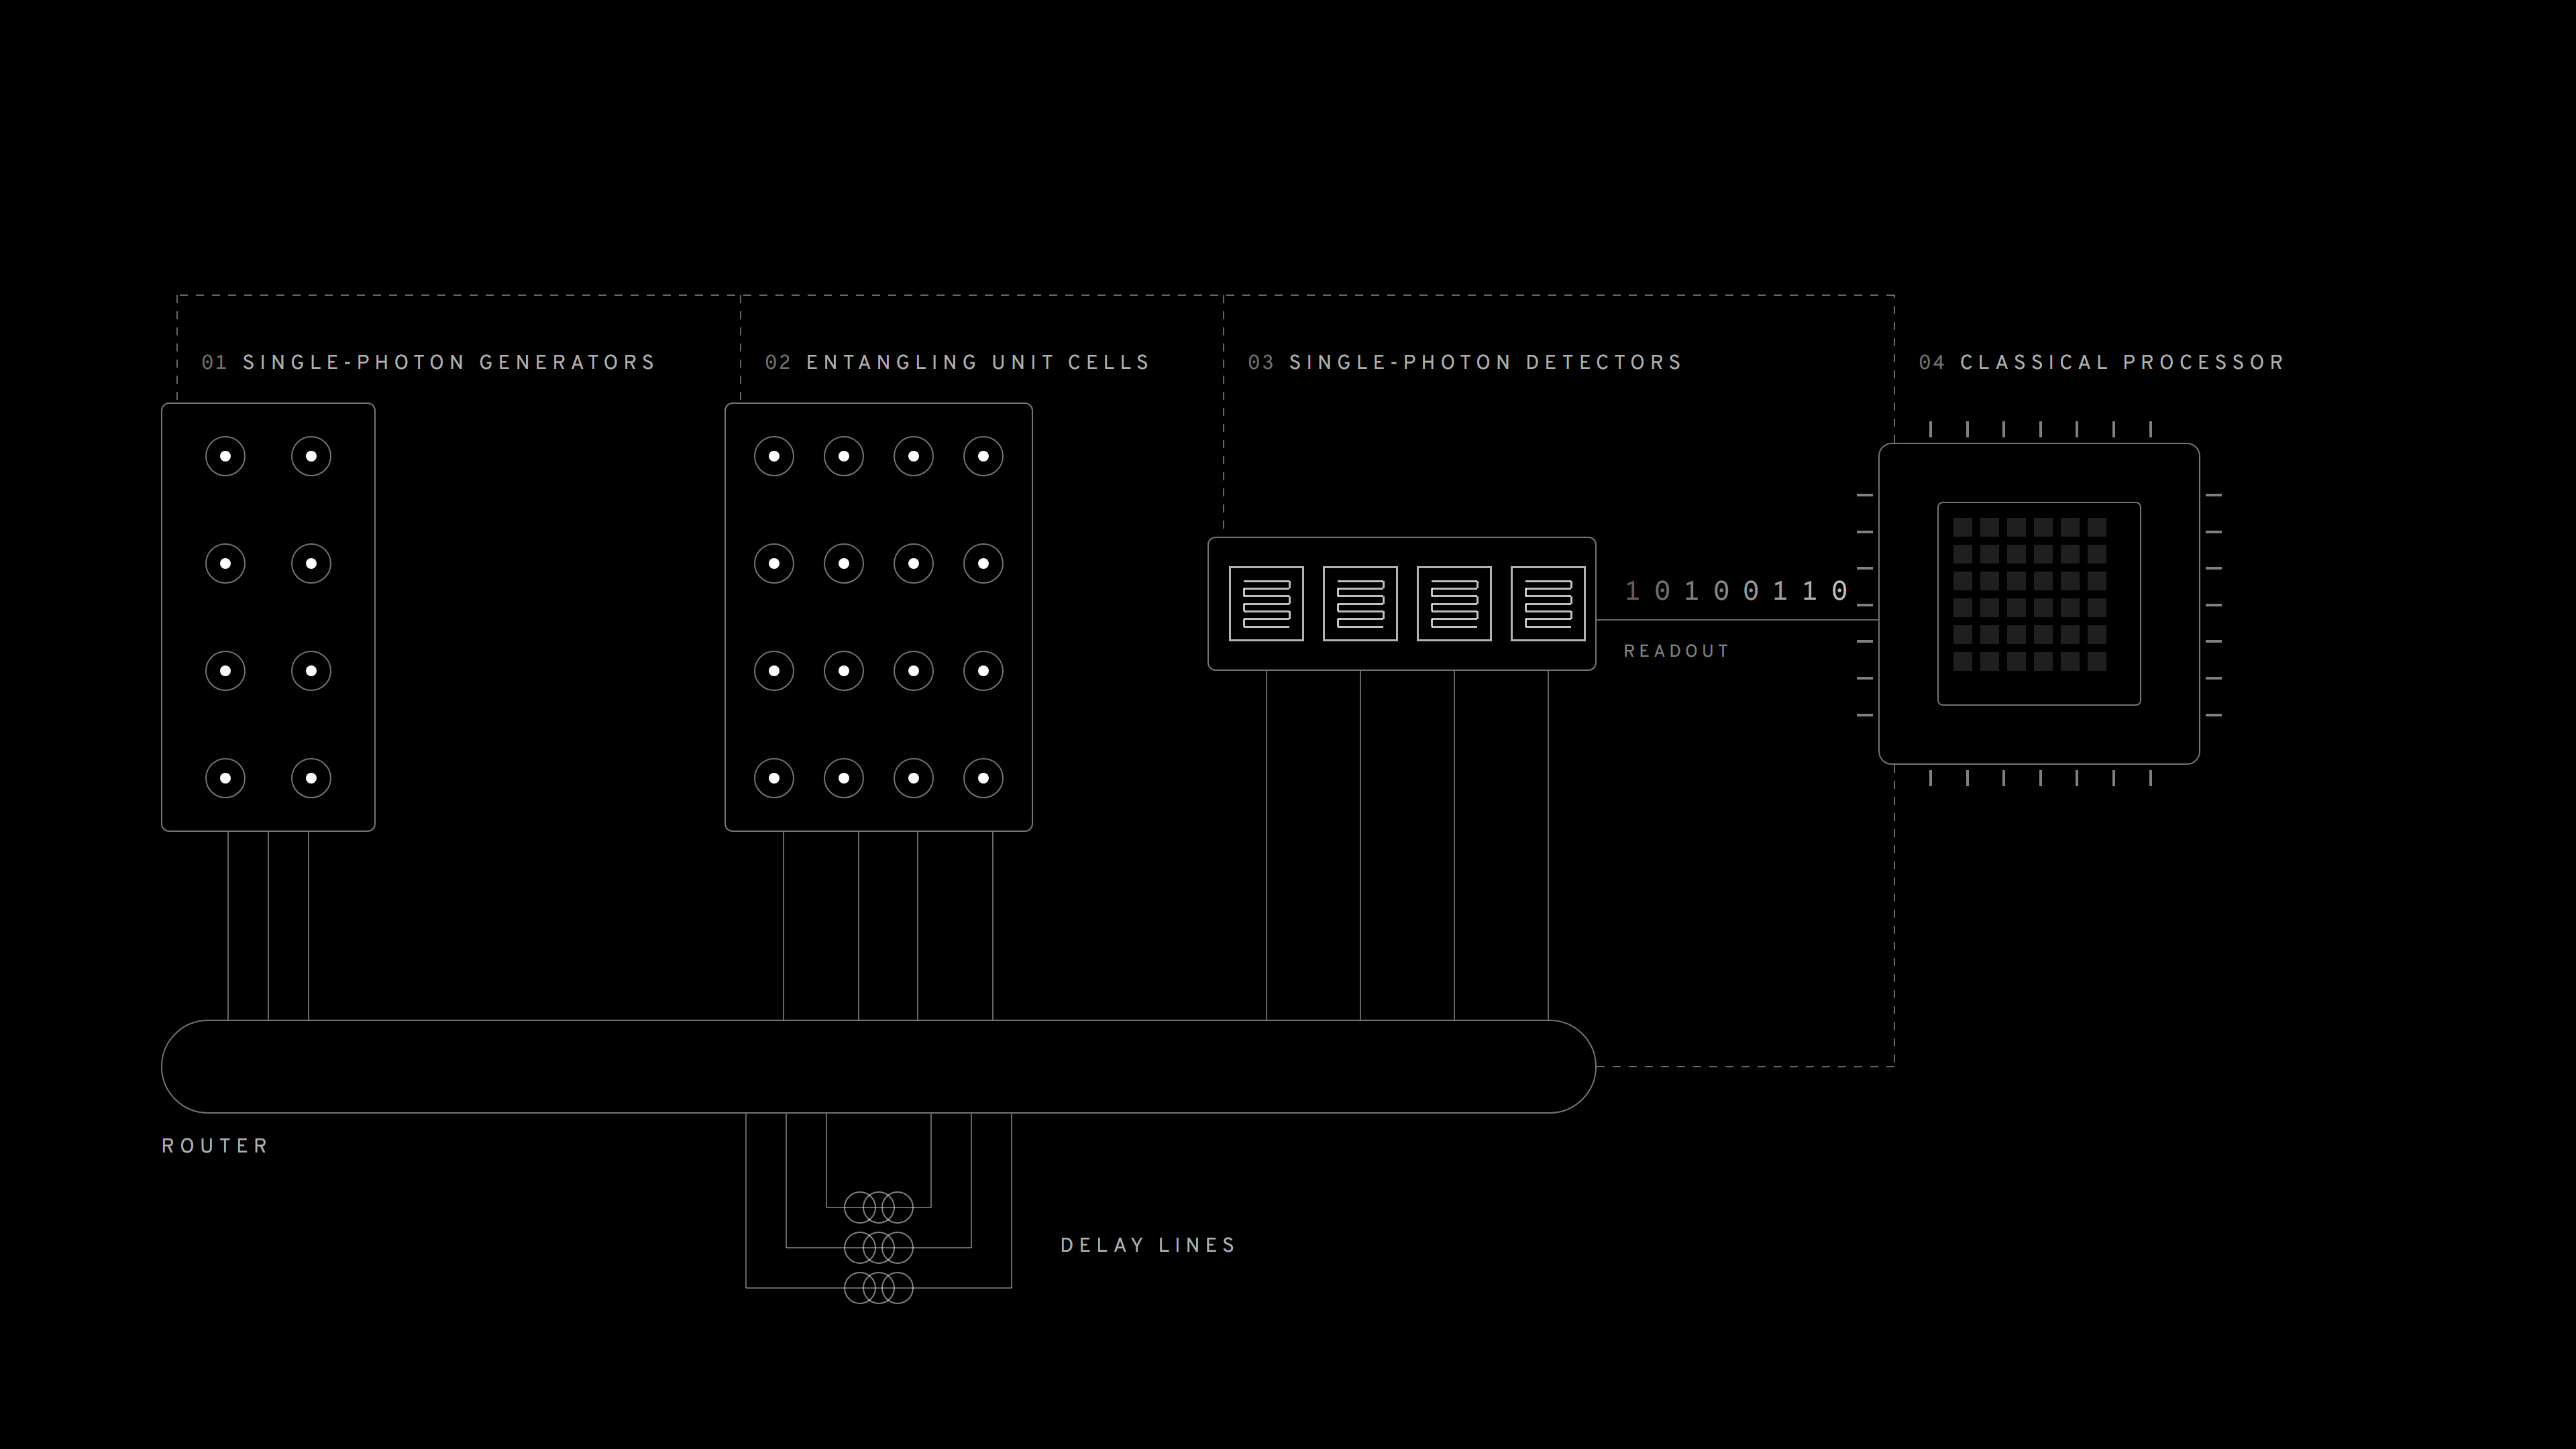 01 SINGLE-PHOTON GENERATORS
02 ENTANGLING UNIT CELLS
03 SINGLE-PHOTON DETECTORS
04 CLASSICAL PROCESSOR
10100110
READOUT
ROUTER
DELAY LINES